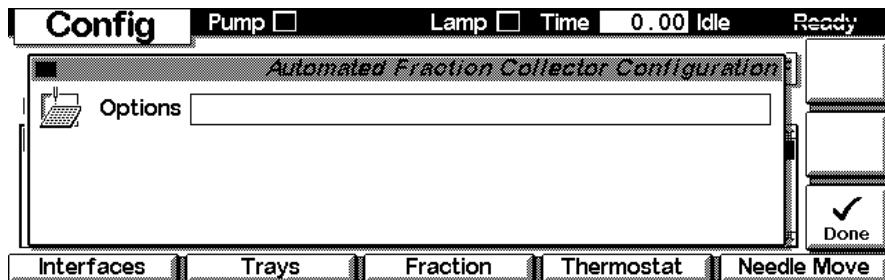 Config Pump Lamp Time 0.00 Idle Ready
Automated Fraction Collector Configuration
Options
Done
Interfaces Trays Fraction Thermostat Needle Move